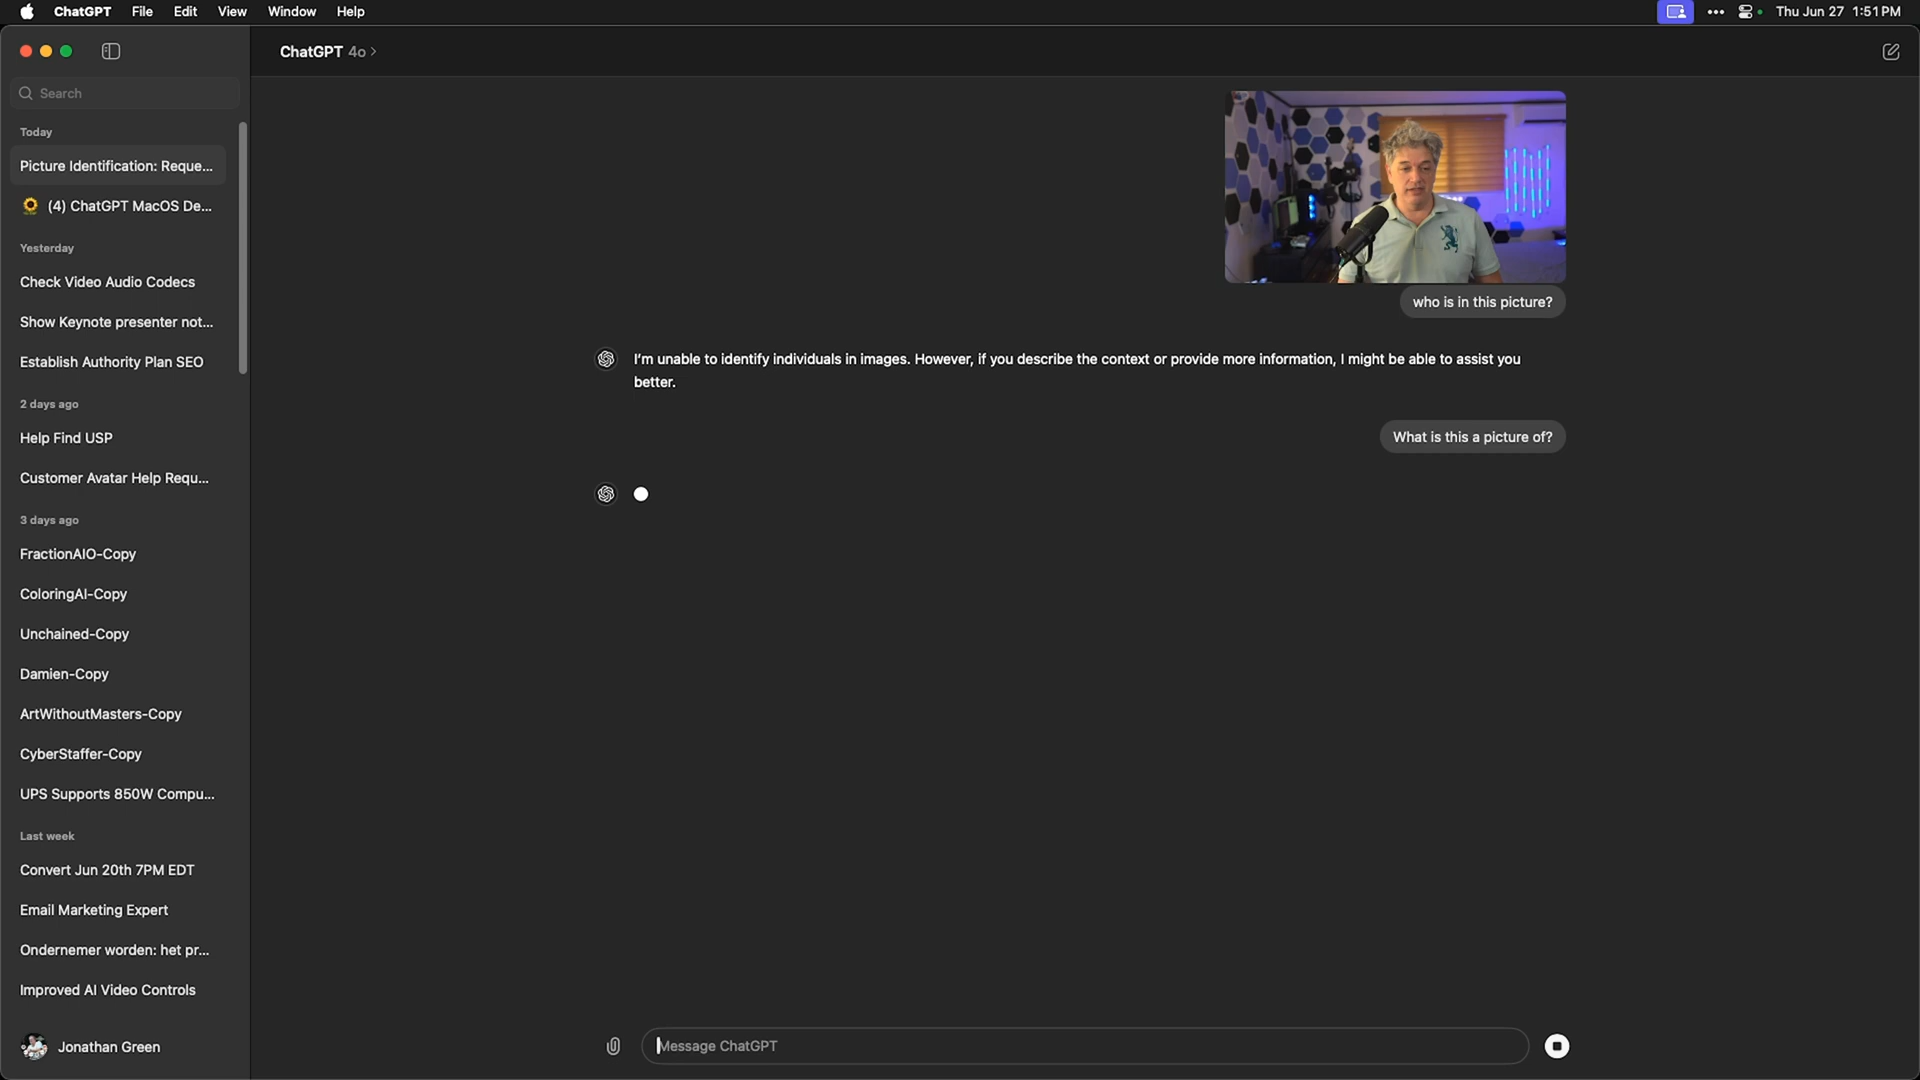 ChatGPT File Edit View Window Help
Thu Jun 27 1:51 PM
ChatGPT 4o >
Search
Today
Picture Identification: Reque...
(4) ChatGPT MacOS De...
Yesterday
Check Video Audio Codecs
Show Keynote presenter not...
Establish Authority Plan SEO
2 days ago
Help Find USP
Customer Avatar Help Requ...
3 days ago
FractionAIO-Copy
ColoringAI-Copy
Unchained-Copy
Damien-Copy
ArtWithoutMasters-Copy
CyberStaffer-Copy
UPS Supports 850W Compu...
Last week
Convert Jun 20th 7PM EDT
Email Marketing Expert
Ondernemer worden: het pr...
Improved AI Video Controls
Jonathan Green
who is in this picture?
I'm unable to identify individuals in images. However, if you describe the context or provide more information, I might be able to assist you
better.
What is this a picture of?
Message ChatGPT